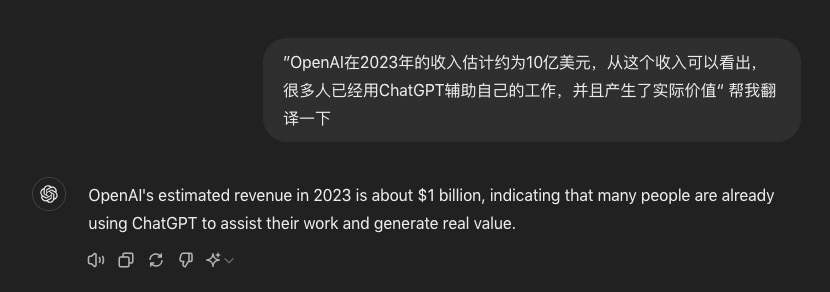 ”OpenAI在2023年的收入估计约为10亿美元，从这个收入可以看出，
很多人已经用ChatGPT辅助自己的工作，并且产生了实际价值“ 帮我翻
译一下
OpenAI's estimated revenue in 2023 is about $1 billion, indicating that many people are already
using ChatGPT to assist their work and generate real value.